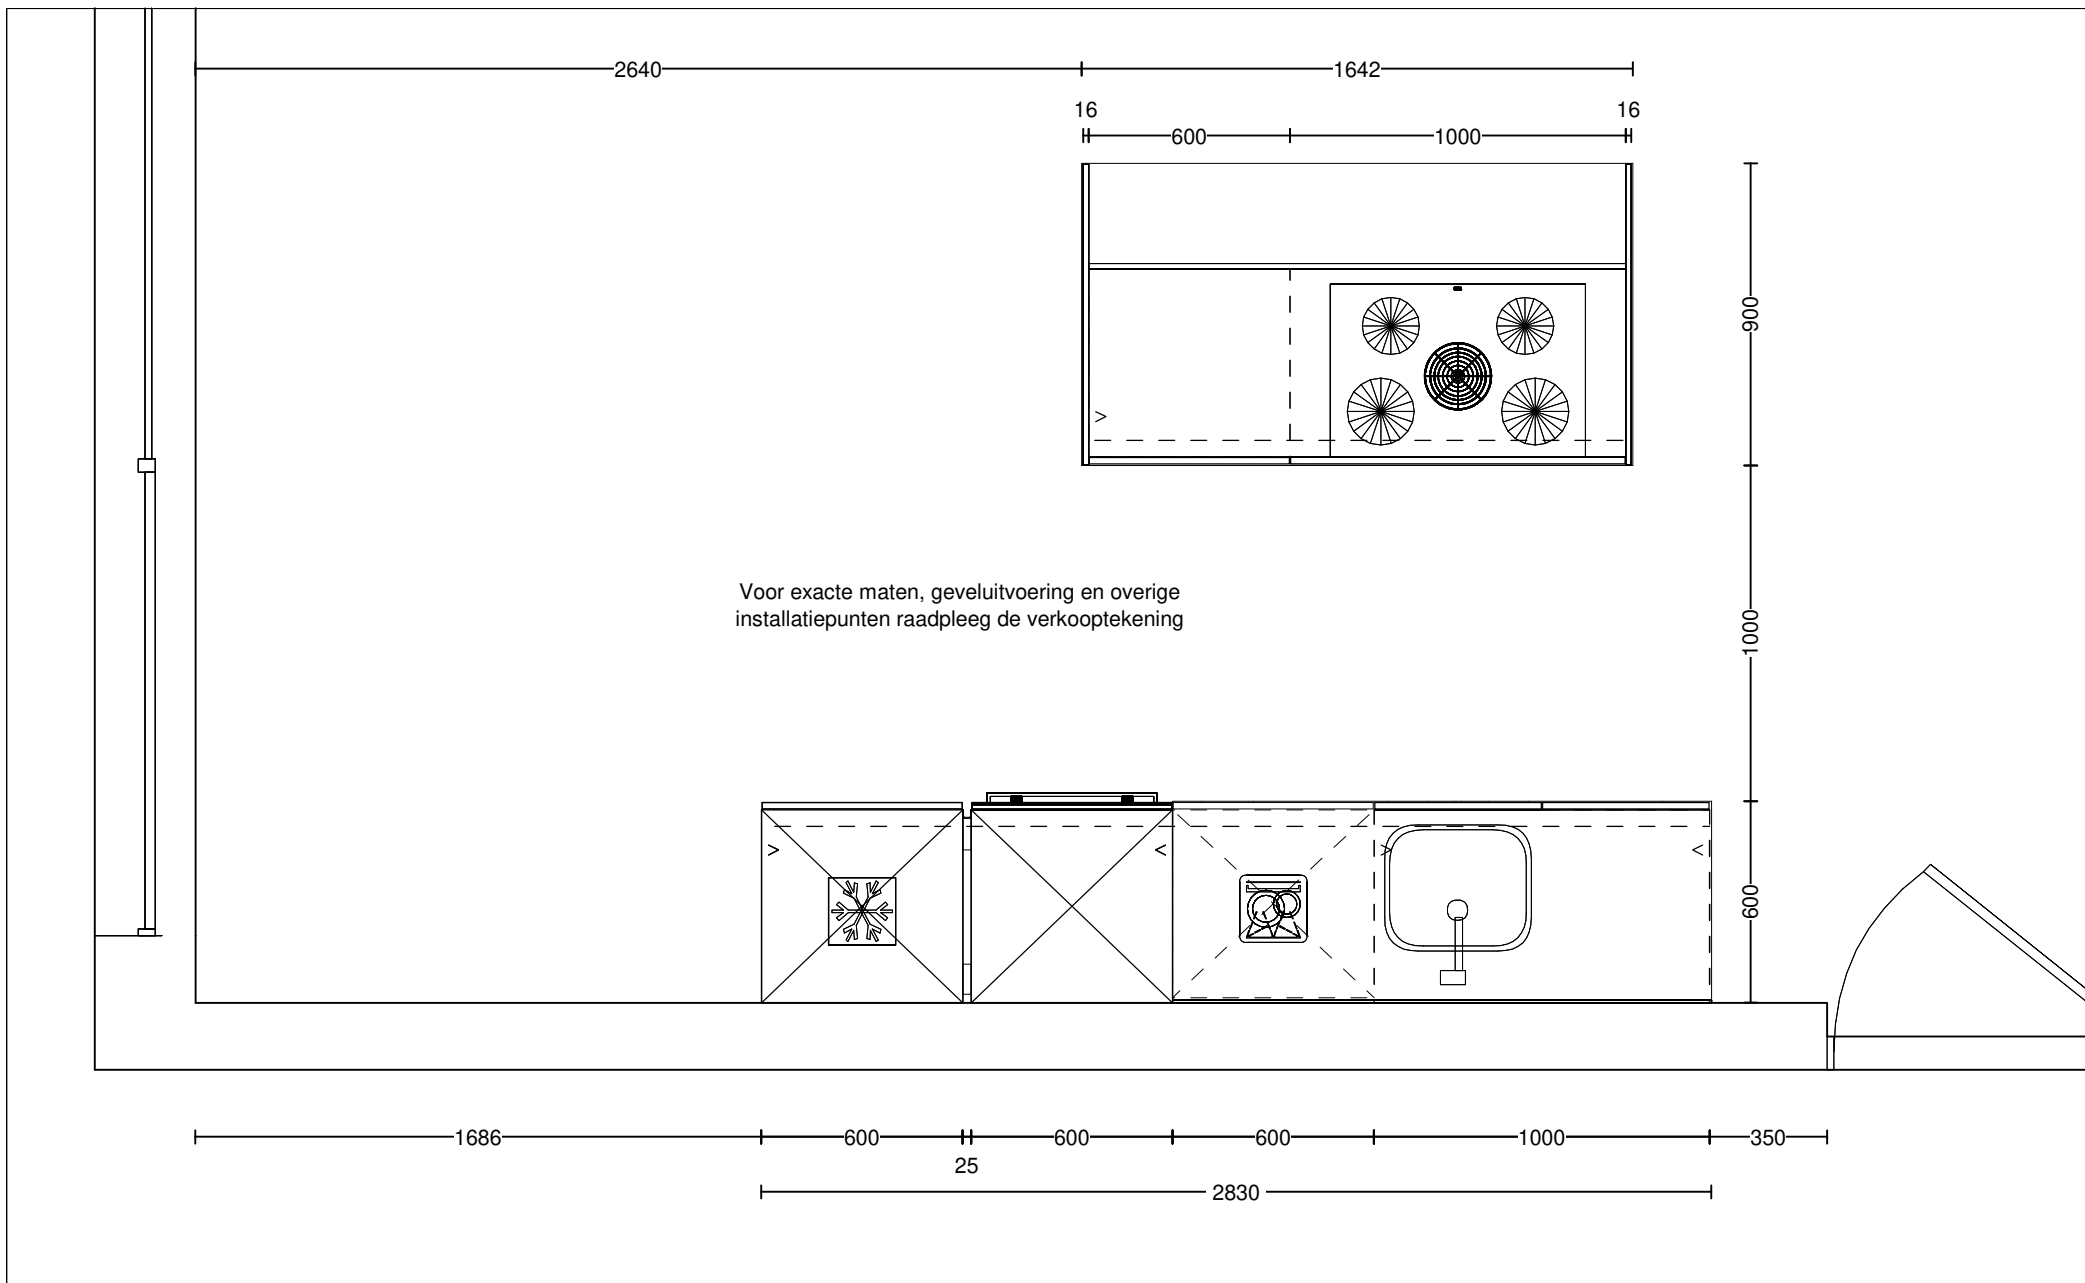 2640 1642
16 16
600 1000
900
Voor exacte maten, geveluitvoering en overige
installatiepunten raadpleeg de verkooptekening
1000
600
1686 600 600 600 1000 350
25
2830